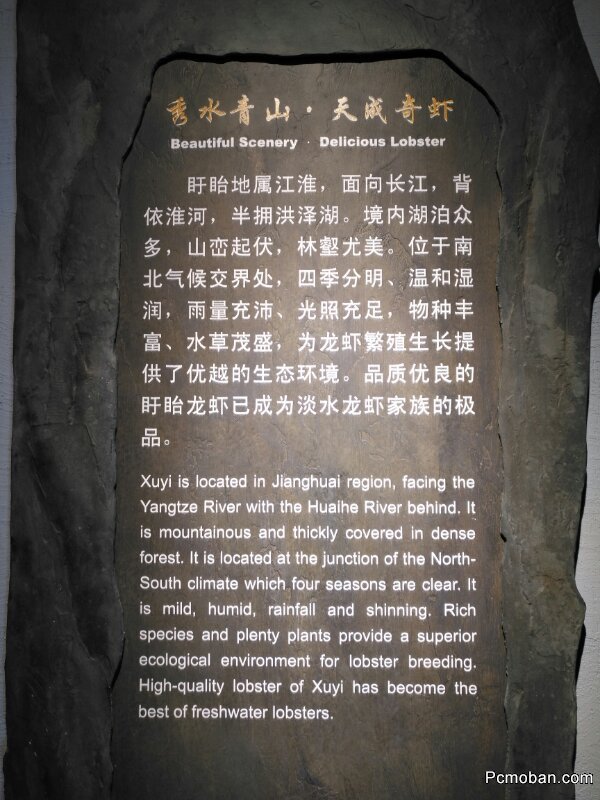 秀水青山·天成奇虾
Beautiful Scenery · Delicious Lobster
盱眙地属江淮，面向长江，背
依淮河，半拥洪泽湖。境内湖泊众
多，山峦起伏，林壑尤美。位于南
北气候交界处，四季分明、温和湿
润，雨量充沛、光照充足，物种丰
富、水草茂盛，为龙虾繁殖生长提
供了优越的生态环境。品质优良的
盱眙龙虾已成为淡水龙虾家族的极
品。
Xuyi is located in Jianghuai region, facing the
Yangtze River with the Huaihe River behind. It
is mountainous and thickly covered in dense
forest. It is located at the junction of the North-
South climate which four seasons are clear. It
is mild, humid, rainfall and shinning. Rich
species and plenty plants provide a superior
ecological environment for lobster breeding.
High-quality lobster of Xuyi has become the
best of freshwater lobsters.
Pcmoban.com